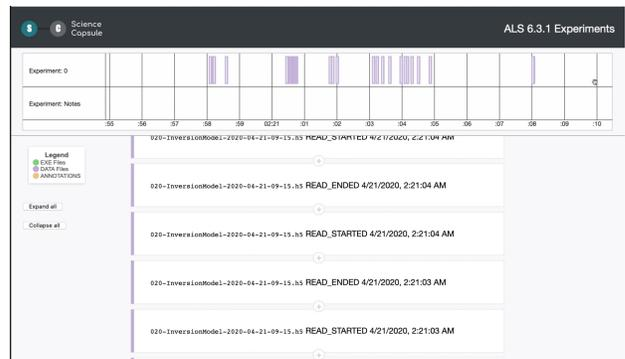 S C Science
Capsule
ALS 6.3.1 Experiments
Experiment: 0
Experiment: Notes
:55 :56 :57 :58 :59 02:21 :01 :02 :03 :04 :05 :06 :07 :08 :09 :10
Legend
EXE Files
DATA Files
ANNOTATIONS
Expand all
Collapse all
020-InversionModel-2020-04-21-09-15.h5 READ_STARTED 4/21/2020, 2:21:04 AM
020-InversionModel-2020-04-21-09-15.h5 READ_ENDED 4/21/2020, 2:21:04 AM
020-InversionModel-2020-04-21-09-15.h5 READ_STARTED 4/21/2020, 2:21:04 AM
020-InversionModel-2020-04-21-09-15.h5 READ_ENDED 4/21/2020, 2:21:03 AM
020-InversionModel-2020-04-21-09-15.h5 READ_STARTED 4/21/2020, 2:21:03 AM